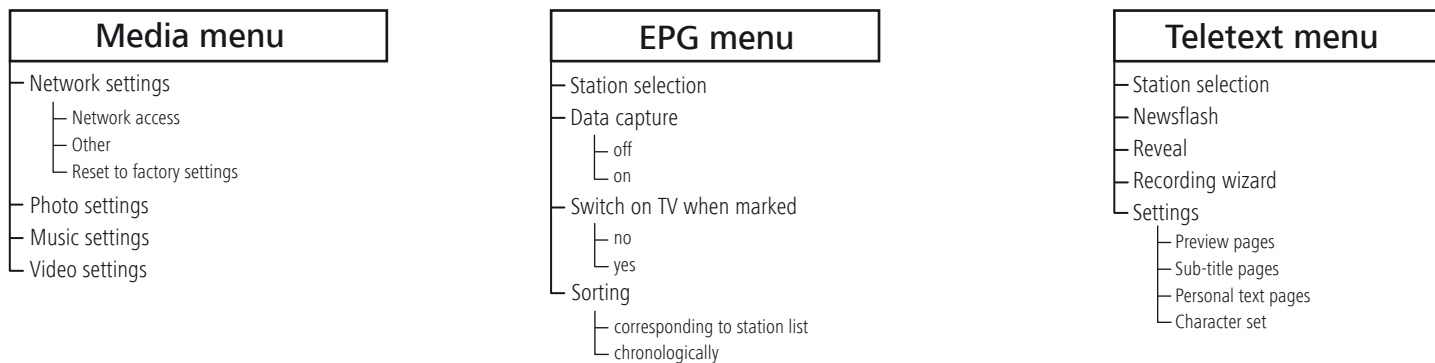 Media menu
Network settings
Network access
Other
Reset to factory settings
Photo settings
Music settings
Video settings
EPG menu
Station selection
Data capture
off
on
Switch on TV when marked
no
yes
Sorting
corresponding to station list
chronologically
Teletext menu
Station selection
Newsflash
Reveal
Recording wizard
Settings
Preview pages
Sub-title pages
Personal text pages
Character set